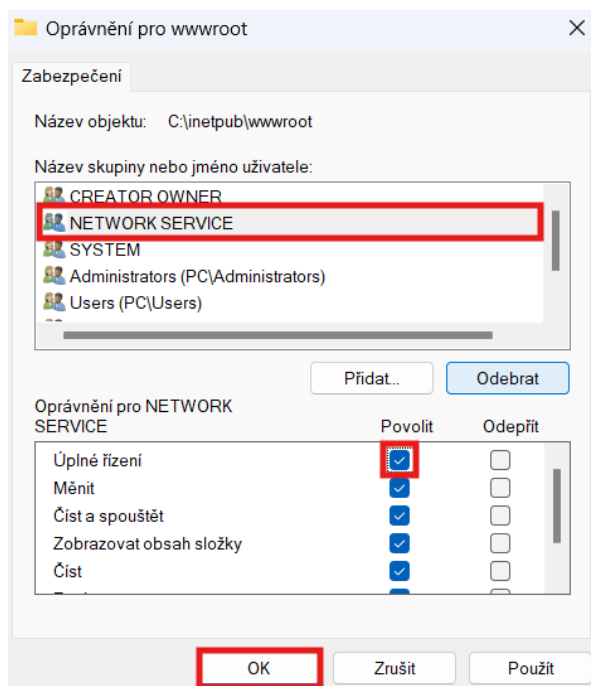 Oprávnění pro wwwroot
Zabezpečení
Název objektu: C:\inetpub\wwwroot
Název skupiny nebo jméno uživatele:
CREATOR OWNER
NETWORK SERVICE
SYSTEM
Administrators (PC\Administrators)
Users (PC\Users)
Přidat... Odebrat
Oprávnění pro NETWORK
SERVICE Povolit Odepřít
Úplné řízení
Měnit
Číst a spouštět
Zobrazovat obsah složky
Číst
OK Zrušit Použít